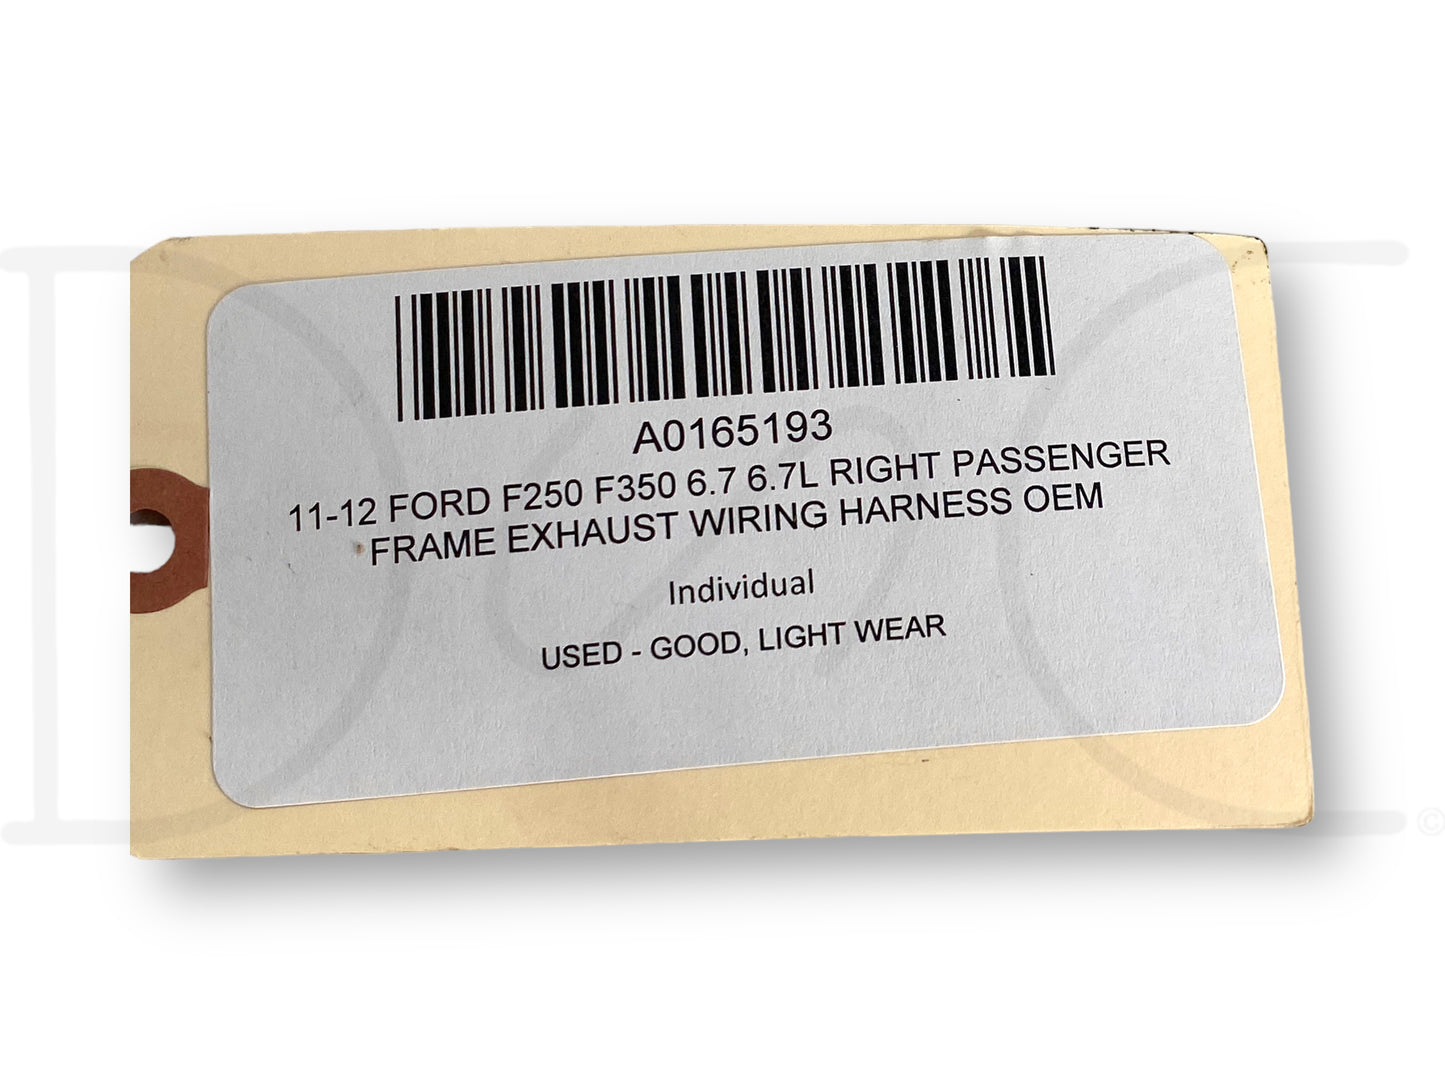 A0165193
11-12 FORD F250 F350 6.7 6.7L RIGHT PASSENGER
FRAME EXHAUST WIRING HARNESS OEM
Individual
USED - GOOD, LIGHT WEAR
©